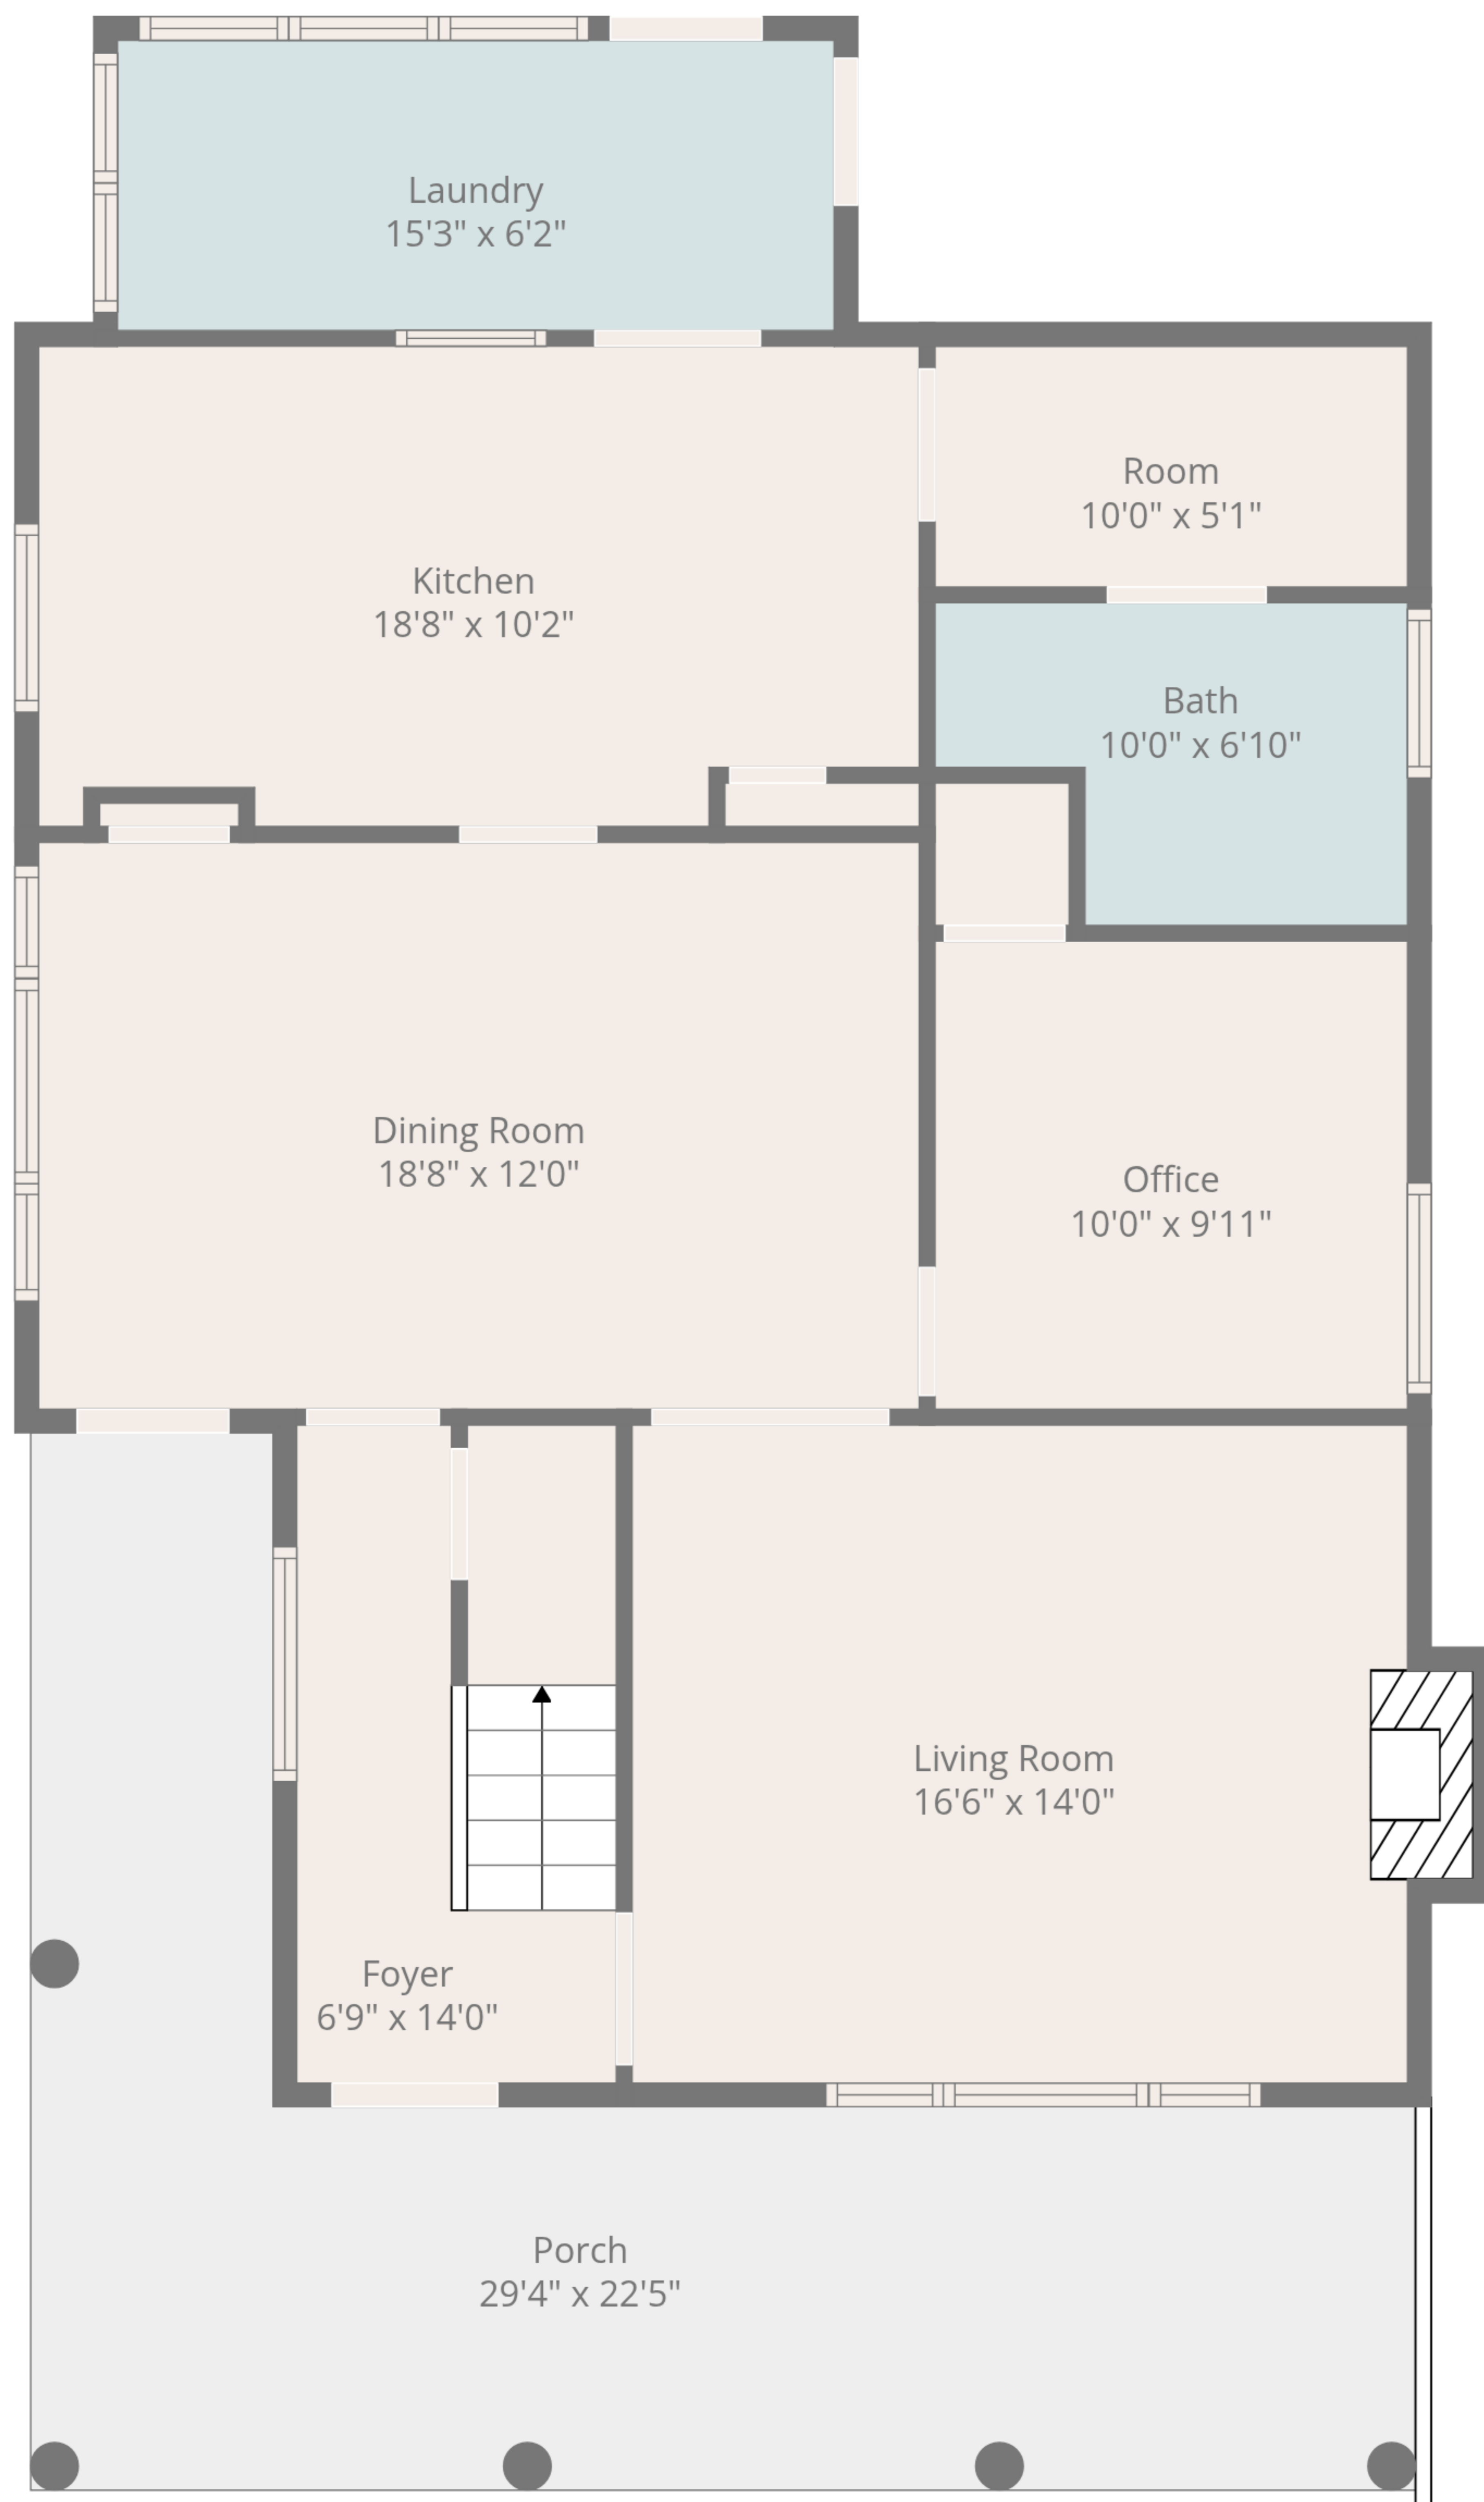 Laundry
15'3" x 6'2"
Room
10'0" x 5'1"
Kitchen
18'8" x 10'2"
Bath
10'0" x 6'10"
Dining Room
18'8" x 12'0"
Office
10'0" x 9'11"
Living Room
16'6" x 14'0"
Foyer
6'9" x 14'0"
Porch
29'4" x 22'5"